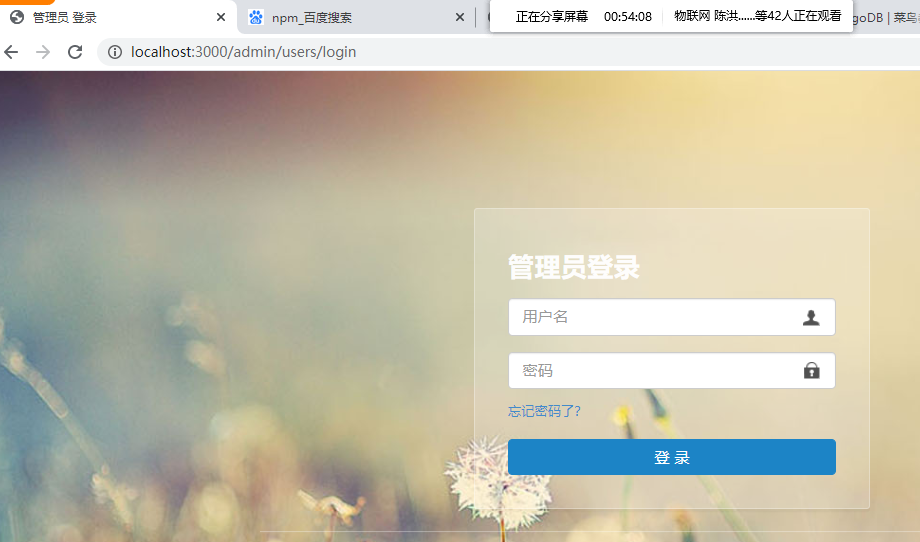 管理员 登录
npm_百度搜索
正在分享屏幕 00:54:08 物联网 陈洪......等42人正在观看
goDB | 菜鸟
localhost:3000/admin/users/login
管理员登录
用户名
密码
忘记密码了?
登 录